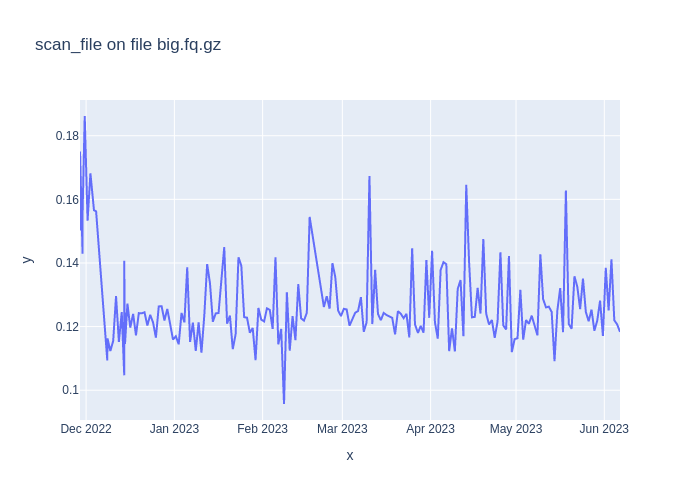 scan_file on file big.fq.gz
y
0.18
0.16
0.14
0.12
0.1
Dec 2022 Jan 2023 Feb 2023 Mar 2023 Apr 2023 May 2023 Jun 2023
x